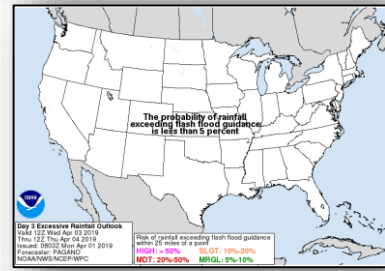 The probability of rainfall
exceeding flash flood guidance
is less than 5 percent
Day 3 Excessive Rainfall Outlook
Valid 12Z Wed Apr 03 2019
Thru 12Z Thu Apr 04 2019
Issued: 0803Z Mon Apr 01 2019
Forecaster: PAGANO
NOAA/NWS/NCEP/WPC
Risk of rainfall exceeding flash flood guidance
within 25 miles of a point
HIGH: > 50% SLGT: 10%-20%
MDT: 20%-50% MRGL: 5%-10%